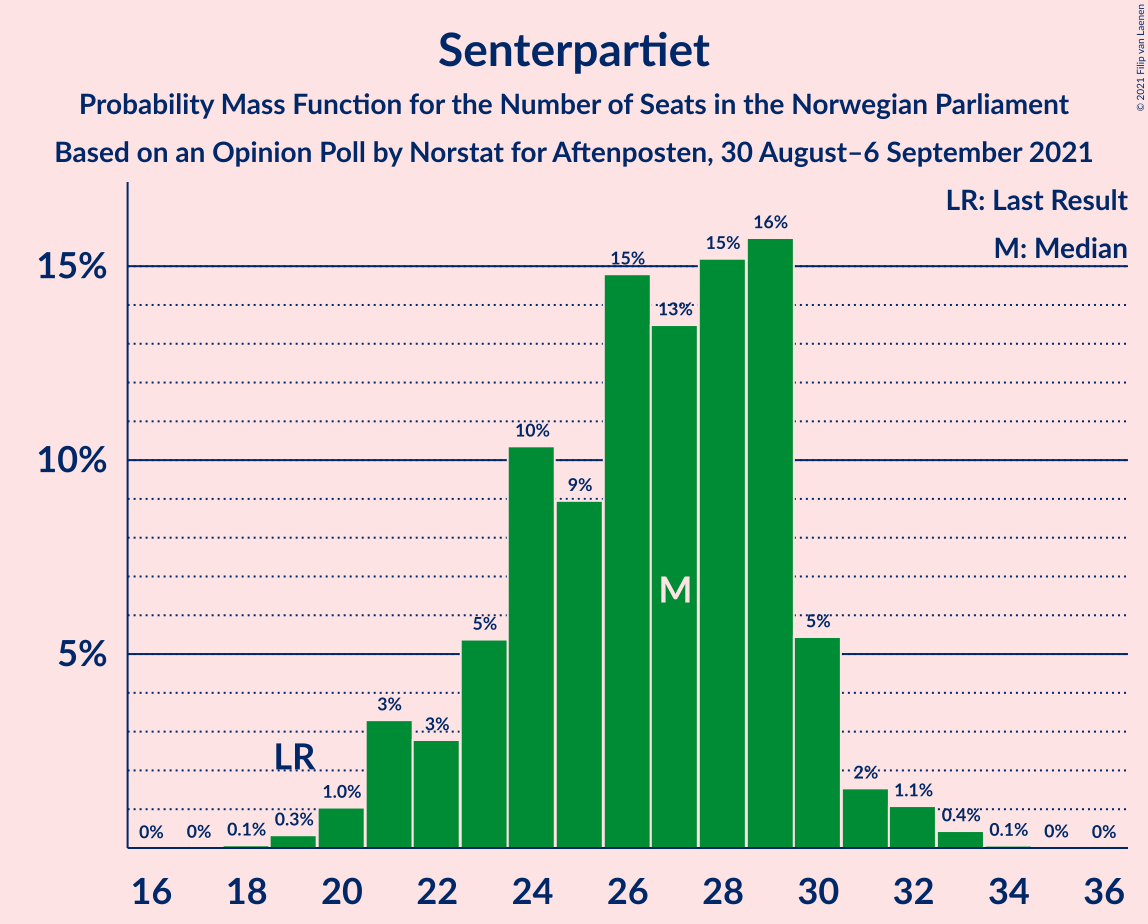 Senterpartiet
Probability Mass Function for the Number of Seats in the Norwegian Parliament
Based on an Opinion Poll by Norstat for Aftenposten, 30 August–6 September 2021
© 2021 Filip van Laenen
LR: Last Result
M: Median
15%
10%
5%
0%
0%
0.1%
0.3%
1.0%
3%
3%
5%
10%
9%
15%
13%
15%
16%
5%
2%
1.1%
0.4%
0.1%
0%
0%
LR
M
16 18 20 22 24 26 28 30 32 34 36